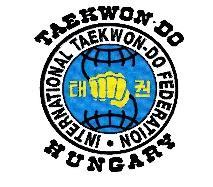 TAEKWON-DO
INTERNATIONAL TAEKWON-DO FEDERATION
태 권
HUNGARY